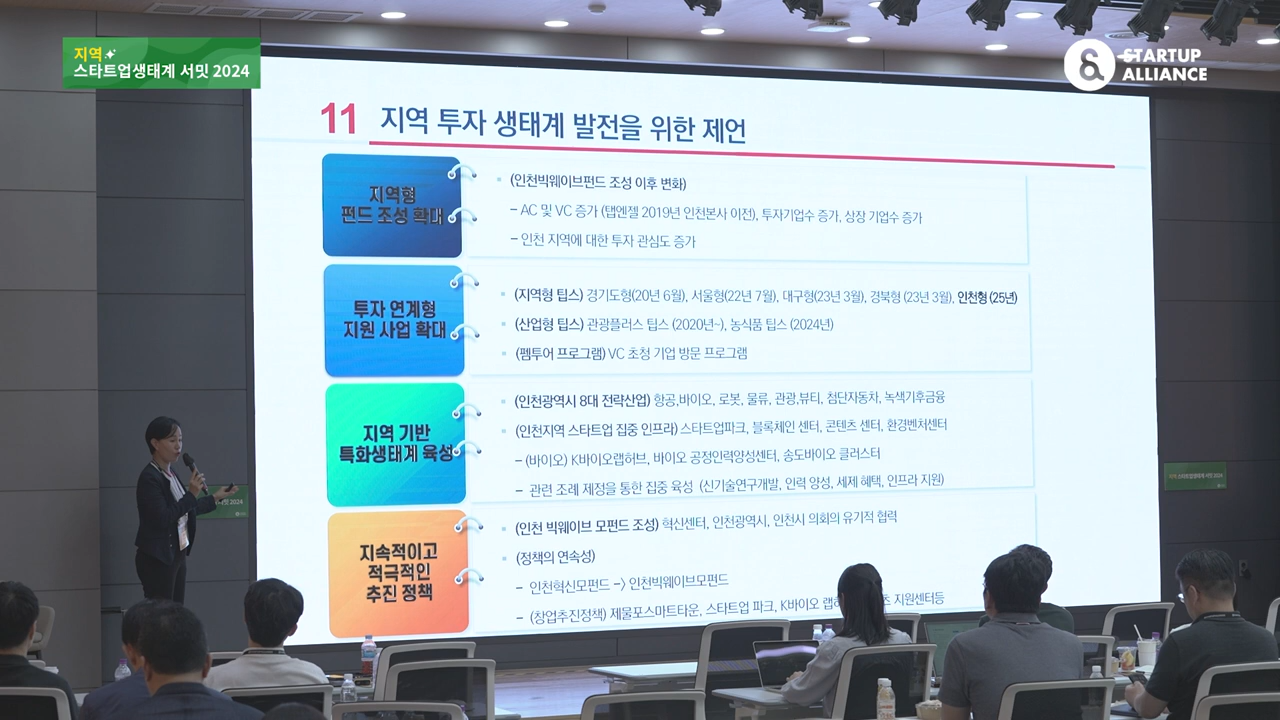 지역
스타트업생태계 서밋 2024
STARTUP
ALLIANCE
11 지역 투자 생태계 발전을 위한 제언
지역형
펀드 조성 확대
(인천빅웨이브펀드 조성 이후 변화)
– AC 및 VC 증가 (탭엔젤 2019년 인천본사 이전), 투자기업수 증가, 상장 기업수 증가
– 인천 지역에 대한 투자 관심도 증가
투자 연계형
지원 사업 확대
(지역형 팁스) 경기도형(20년 6월), 서울형(22년 7월), 대구형(23년 3월), 경북형 (23년 3월), 인천형 (25년)
(산업형 팁스) 관광플러스 팁스 (2020년~), 농식품 팁스 (2024년)
(펨투어 프로그램) VC 초청 기업 방문 프로그램
지역 기반
특화생태계 육성
(인천광역시 8대 전략산업) 항공,바이오, 로봇, 물류, 관광,뷰티, 첨단자동차, 녹색기후금융
(인천지역 스타트업 집중 인프라) 스타트업파크, 블록체인 센터, 콘텐츠 센터, 환경벤처센터
– (바이오) K바이오랩허브, 바이오 공정인력양성센터, 송도바이오 클러스터
– 관련 조례 제정을 통한 집중 육성 (신기술연구개발, 인력 양성, 세제 혜택, 인프라 지원)
지속적이고
적극적인
추진 정책
(인천 빅웨이브 모펀드 조성) 혁신센터, 인천광역시, 인천시 의회의 유기적 협력
(정책의 연속성)
– 인천혁신모펀드 –> 인천빅웨이브모펀드
– (창업추진정책) 제물포스마트타운, 스타트업 파크, K바이오 지원센터등
지역 스타트업생태계 서밋 2024
서밋 2024